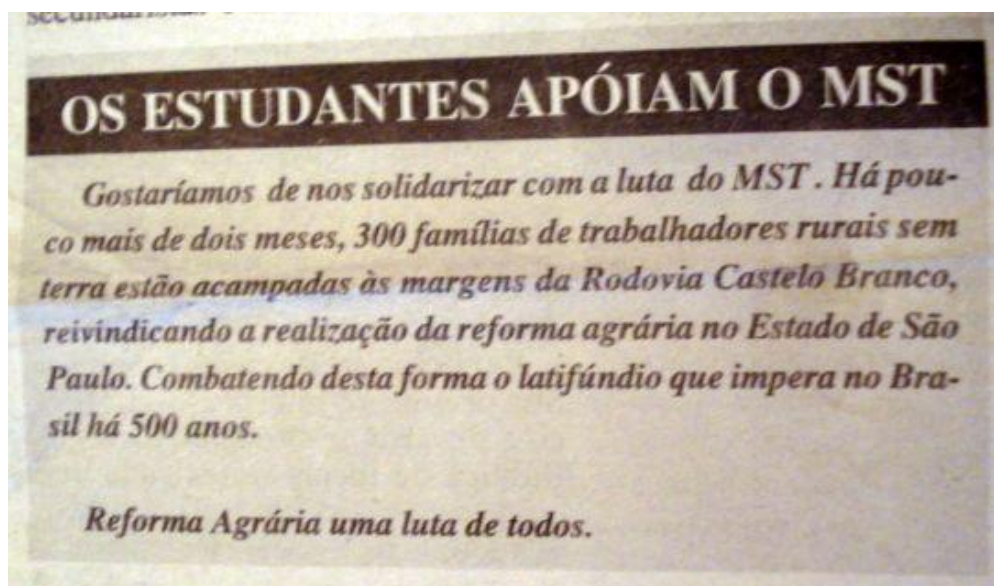 OS ESTUDANTES APÓIAM O MST
Gostaríamos de nos solidarizar com a luta do MST . Há pou-
co mais de dois meses, 300 famílias de trabalhadores rurais sem
terra estão acampadas às margens da Rodovia Castelo Branco,
reivindicando a realização da reforma agrária no Estado de São
Paulo. Combatendo desta forma o latifúndio que impera no Bra-
sil há 500 anos.
Reforma Agrária uma luta de todos.